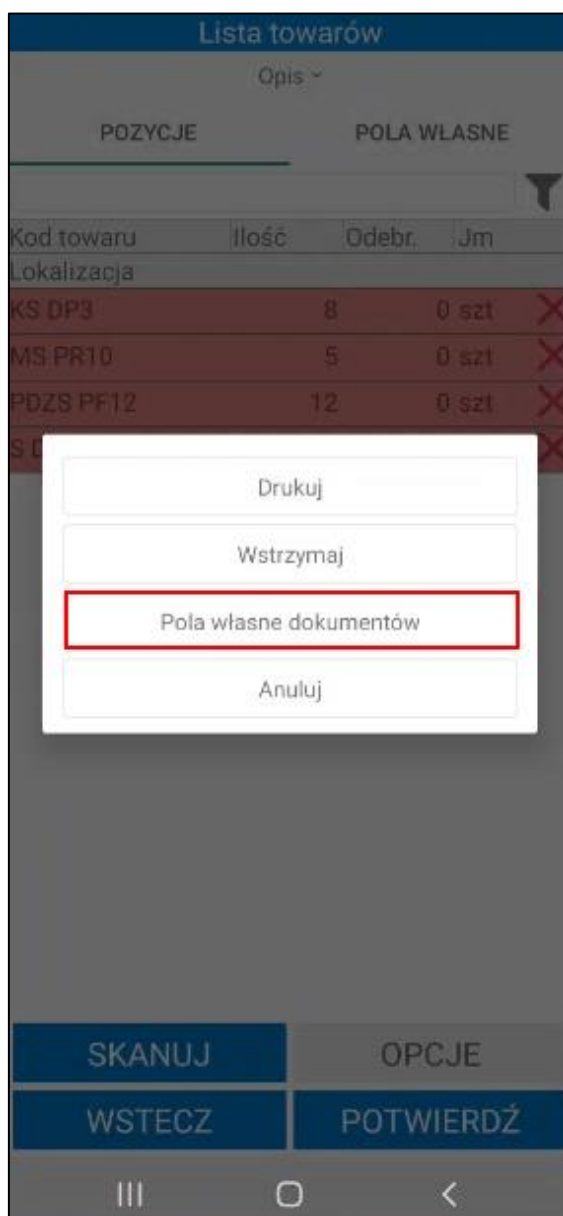 Lista towarów
Opis
POZYCJE POLA WŁASNE
Kod towaru Ilość Odebr. Jm
Lokalizacja
KS DP3 8 0 szt
MS PR10 5 0 szt
PDZS PF12 12 0 szt
S
Drukuj
Wstrzymaj
Pola własne dokumentów
Anuluj
SKANUJ OPCJE
WSTECZ POTWIERDŹ